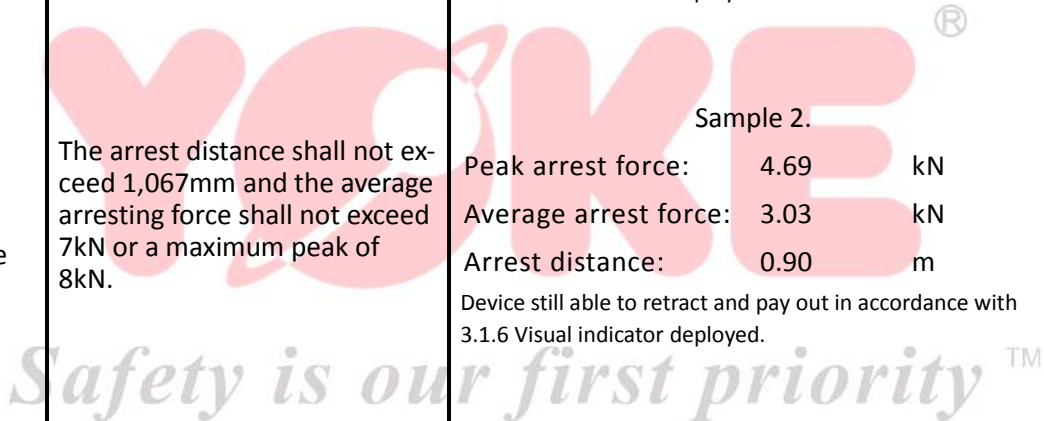 YOKE ®
Sample 2.
The arrest distance shall not ex-
ceed 1,067mm and the average
arresting force shall not exceed
7kN or a maximum peak of
8kN.
Peak arrest force: 4.69 kN
Average arrest force: 3.03 kN
Arrest distance: 0.90 m
Device still able to retract and pay out in accordance with
3.1.6 Visual indicator deployed.
Safety is our first priority ™